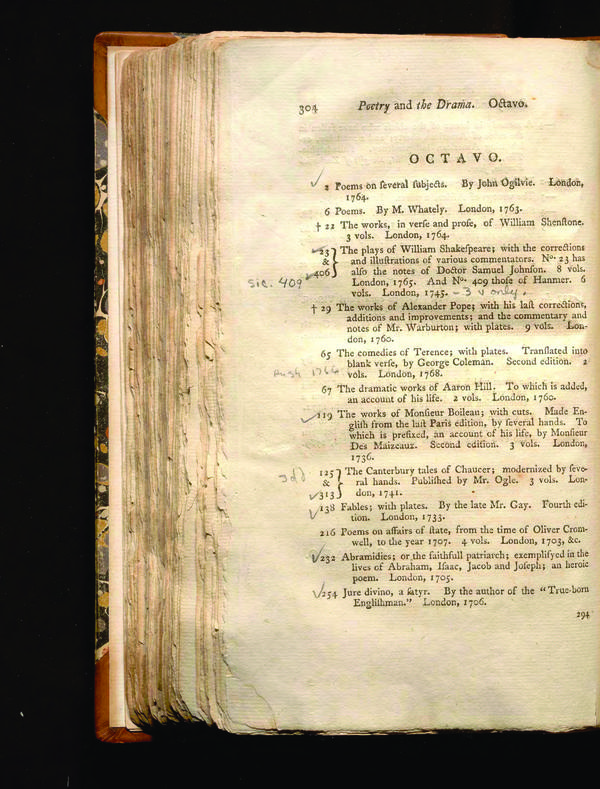 304 Poetry and the Drama. Octavo.
OCTAVO.
2 Poems on ſeveral ſubjects. By John Ogilvie. London,
1764.
6 Poems. By M. Whately. London, 1763.
† 22 The works, in verſe and proſe, of William Shenſtone.
3 vols. London, 1764.
23 } The plays of William Shakeſpeare; with the corrections
& and illuſtrations of various commentators. No. 23 has
sic. 409 406 alſo the notes of Doctor Samuel Johnſon. 8 vols.
London, 1765. And No. 409 thoſe of Hanmer. 6
vols. London, 1745. – 3 v only.
† 29 The works of Alexander Pope; with his laſt corrections,
additions and improvements; and the commentary and
notes of Mr. Warburton; with plates. 9 vols. Lon-
don, 1760.
65 The comedies of Terence; with plates. Tranſlated into
blank verſe, by George Coleman. Second edition. 2
vols. London, 1768.
67 The dramatic works of Aaron Hill. To which is added,
an account of his life. 2 vols. London, 1760.
119 The works of Monſieur Boileau; with cuts. Made En-
gliſh from the laſt Paris edition, by ſeveral hands. To
which is prefixed, an account of his life, by Monſieur
Des Maizeaux. Second edition. 3 vols. London,
1736.
125 } The Canterbury tales of Chaucer; modernized by ſeve-
& ral hands. Publiſhed by Mr. Ogle. 3 vols. Lon-
313 don, 1741.
138 Fables; with plates. By the late Mr. Gay. Fourth edi-
tion. London, 1733.
216 Poems on affairs of ſtate, from the time of Oliver Crom-
well, to the year 1707. 4 vols. London, 1703, &c.
232 Abramidies; or the faithfull patriarch; exemplifyed in the
lives of Abraham, Iſaac, Jacob and Joſeph; an heroic
poem. London, 1705.
254 Jure divino, a ſatyr. By the author of the "True-born
Engliſhman." London, 1706.
294